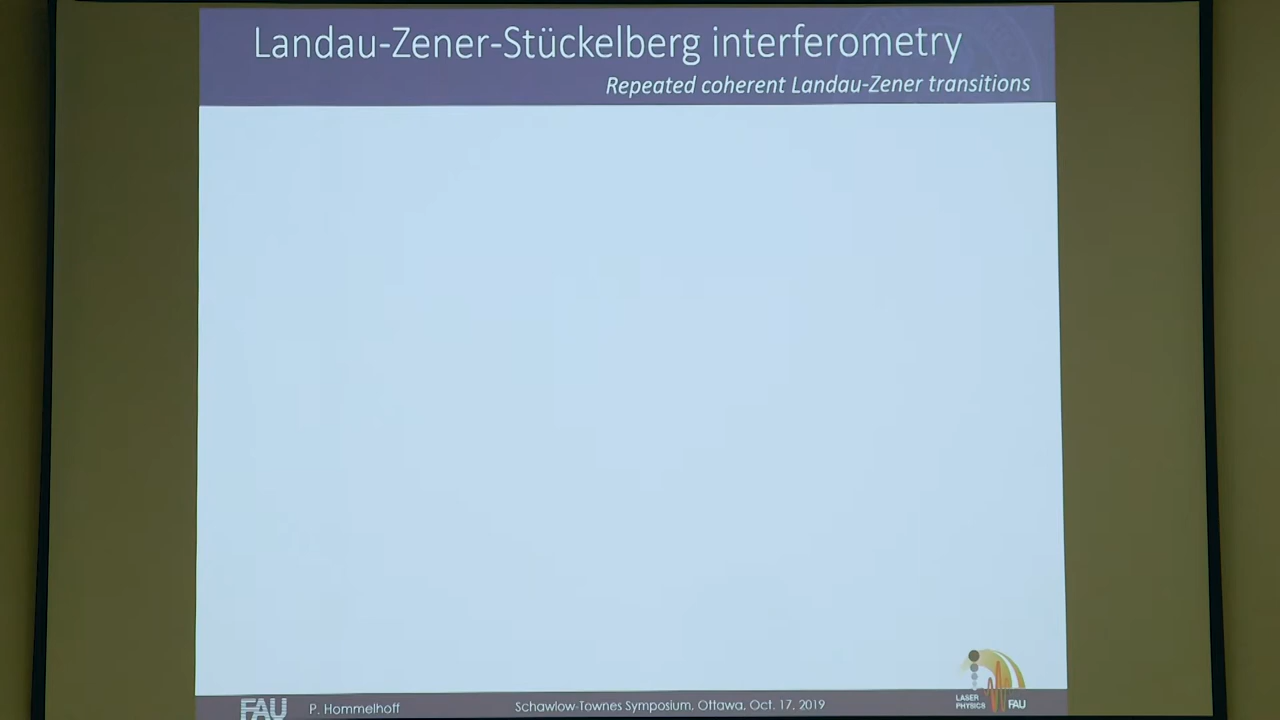 Landau-Zener-Stückelberg interferometry
Repeated coherent Landau-Zener transitions
FAU
P. Hommelhoff
Schawlow-Townes Symposium, Ottawa, Oct. 17, 2019
LASER
PHYSICS
FAU